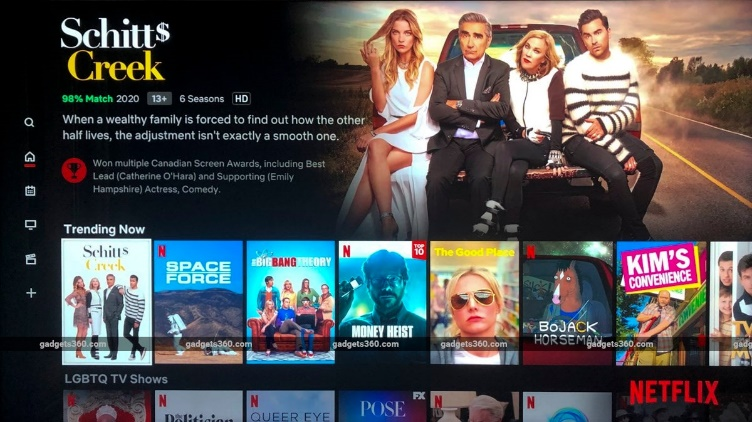 Schitt$
Creek
98% Match 2020 13+ 6 Seasons HD
When a wealthy family is forced to find out how the other
half lives, the adjustment isn't exactly a smooth one.
Won multiple Canadian Screen Awards, including Best
Lead (Catherine O'Hara) and Supporting (Emily
Hampshire) Actress, Comedy.
Trending Now
Schitt$
Creek
N
SPACE
FORCE
THE BIG BANG THEORY
N
TOP
10
MONEY HEIST
The Good Place
N
BOJACK
HORSEMAN
KIM'S
CONVENIENCE
gadgets360.com gadgets360.com gadgets360.com gadgets360.com gadgets360.com
LGBTQ TV Shows
NETFLIX
N
N
the
Politician
N
QUEER EYE
POSE
FX
N
N
N